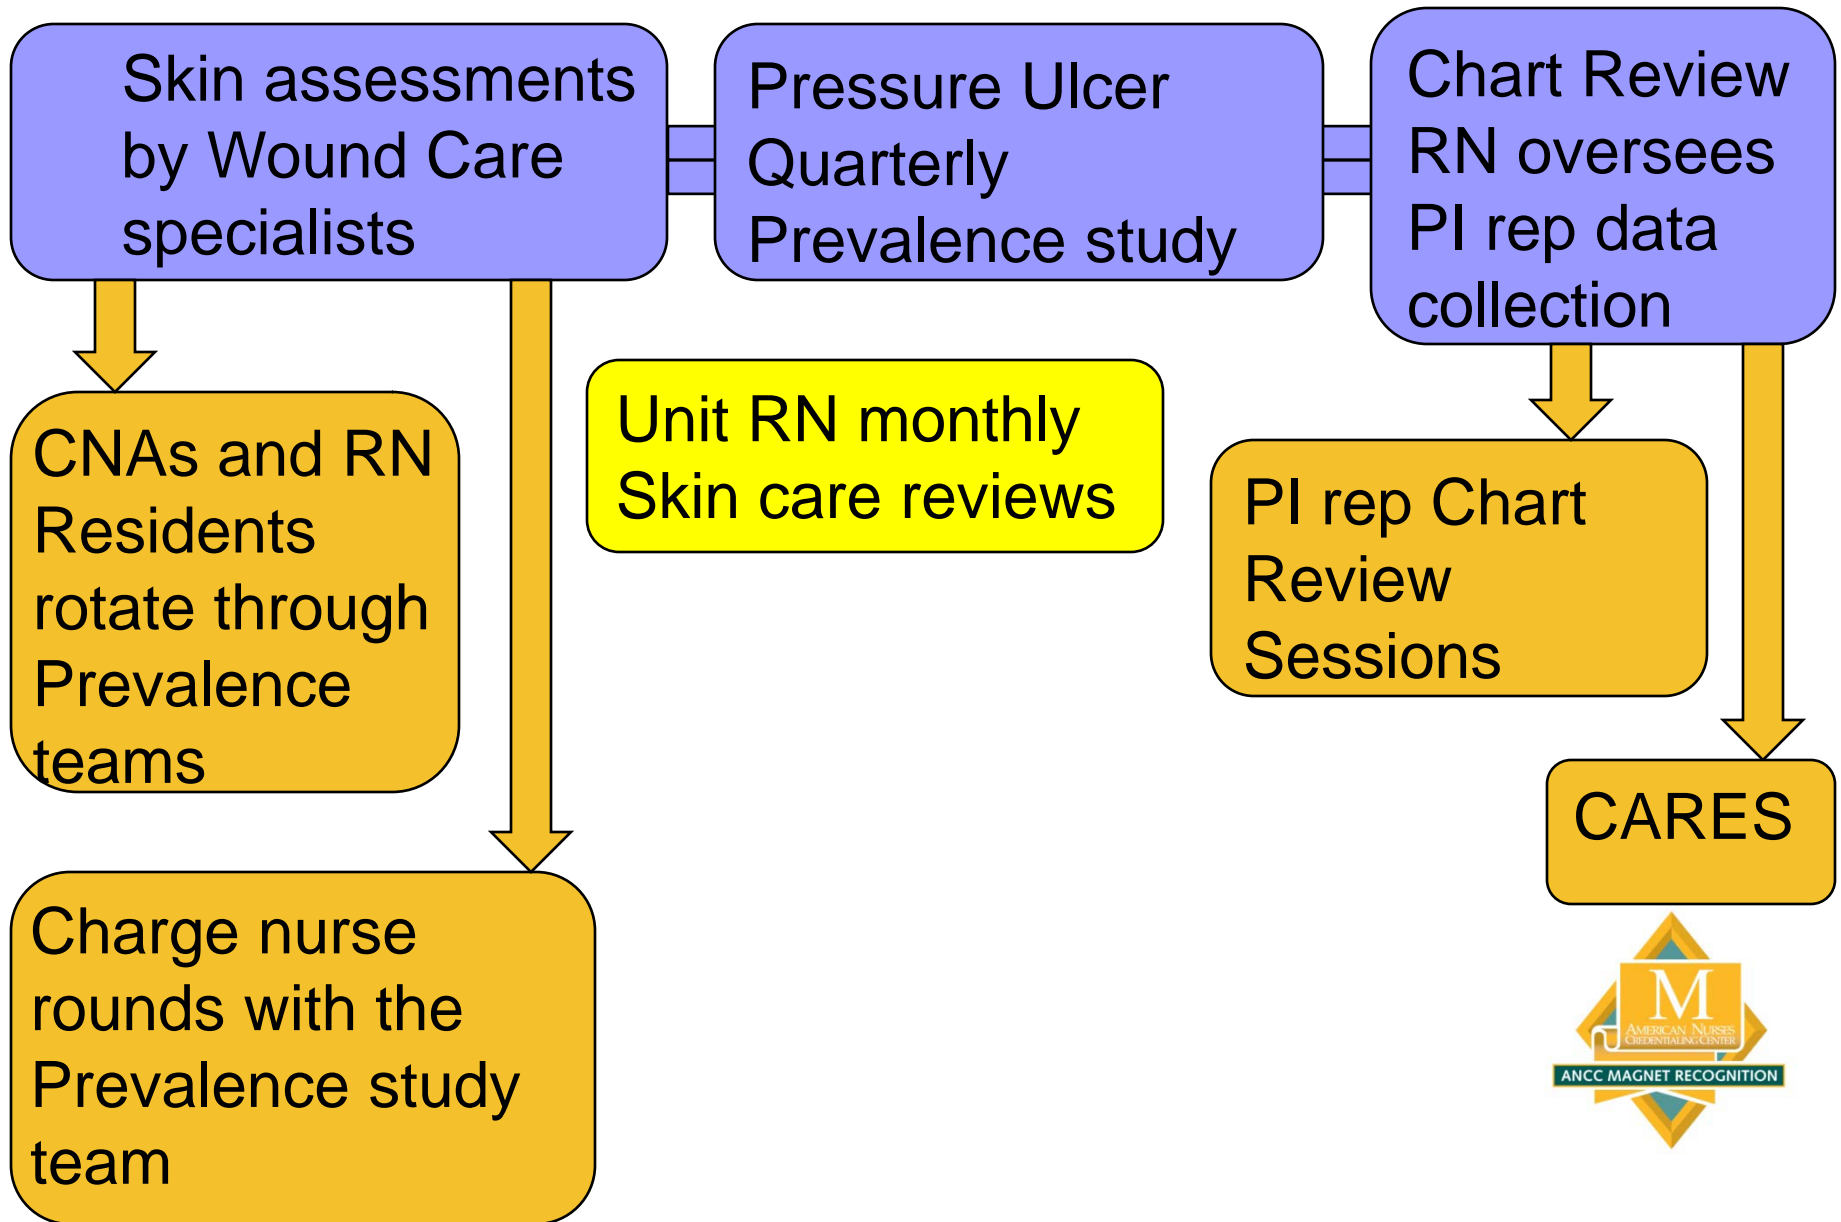 Skin assessments
by Wound Care
specialists
Pressure Ulcer
Quarterly
Prevalence study
Chart Review
RN oversees
PI rep data
collection
CNAs and RN
Residents
rotate through
Prevalence
teams
Unit RN monthly
Skin care reviews
PI rep Chart
Review
Sessions
CARES
Charge nurse
rounds with the
Prevalence study
team
M
AMERICAN NURSES
CREDENTIALING CENTER
ANCC MAGNET RECOGNITION